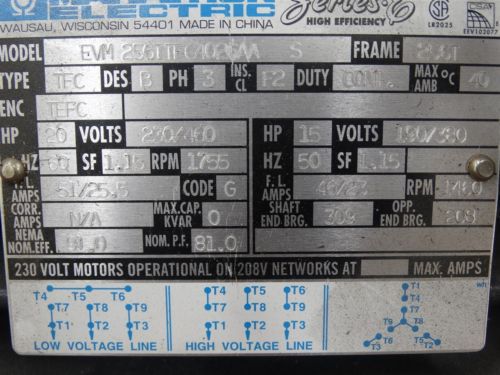 ELECTRIC
WAUSAU, WISCONSIN 54401 MADE IN CHINA
Series-C
HIGH EFFICIENCY
LR2025
EEV102077
MODEL S FRAME
TYPE TFC DES B PH 3 INS. CL F2 DUTY CONT. MAX AMB °C 40
ENC TEFC
HP 20 VOLTS 230/460
HZ 60 SF 1.15 RPM 1755
F.L. AMPS 51/25.5 CODE G
CORR. AMPS N/A MAX.CAP. KVAR 0
NEMA NOM.EFF. 91.0 NOM. P.F. 81.0
HP 15 VOLTS 190/380
HZ 50 SF 1.15
F.L. AMPS 46/23 RPM
SHAFT END BRG. 309 OPP. END BRG. 208
230 VOLT MOTORS OPERATIONAL ON 208V NETWORKS AT MAX. AMPS
T4 T5 T6
T7 T8 T9
T1 T2 T3
LOW VOLTAGE LINE
T4 T5 T6
T7 T8 T9
T1 T2 T3
HIGH VOLTAGE LINE
T1
T4
T7
T9 T8
T6 T5
T3 T2